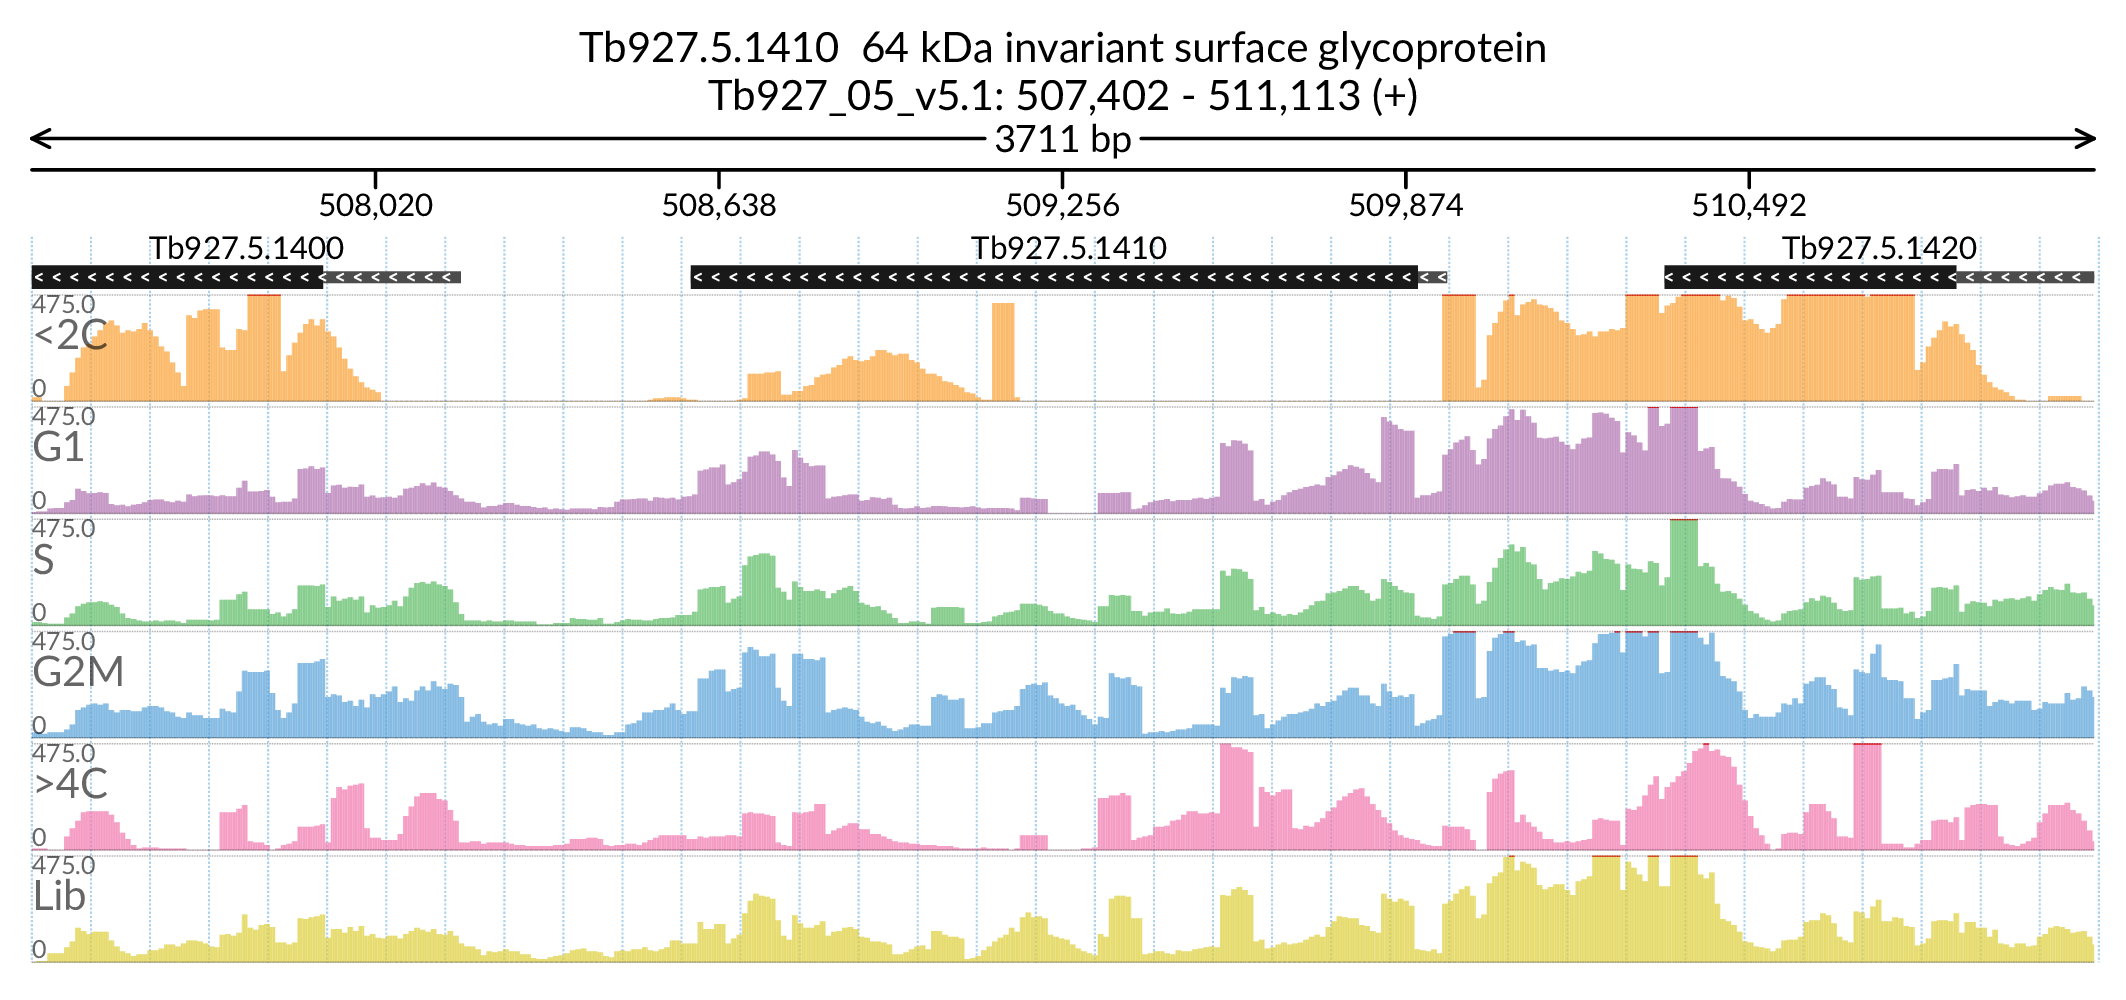 Tb927.5.1410  64 kDa invariant surface glycoprotein
Tb927_05_v5.1: 507,402 - 511,113 (+)
3711 bp
508,020 508,638 509,256 509,874 510,492
Tb927.5.1400 Tb927.5.1410 Tb927.5.1420
475.0
<2C
0
475.0
G1
0
475.0
S
0
475.0
G2M
0
475.0
>4C
0
475.0
Lib
0